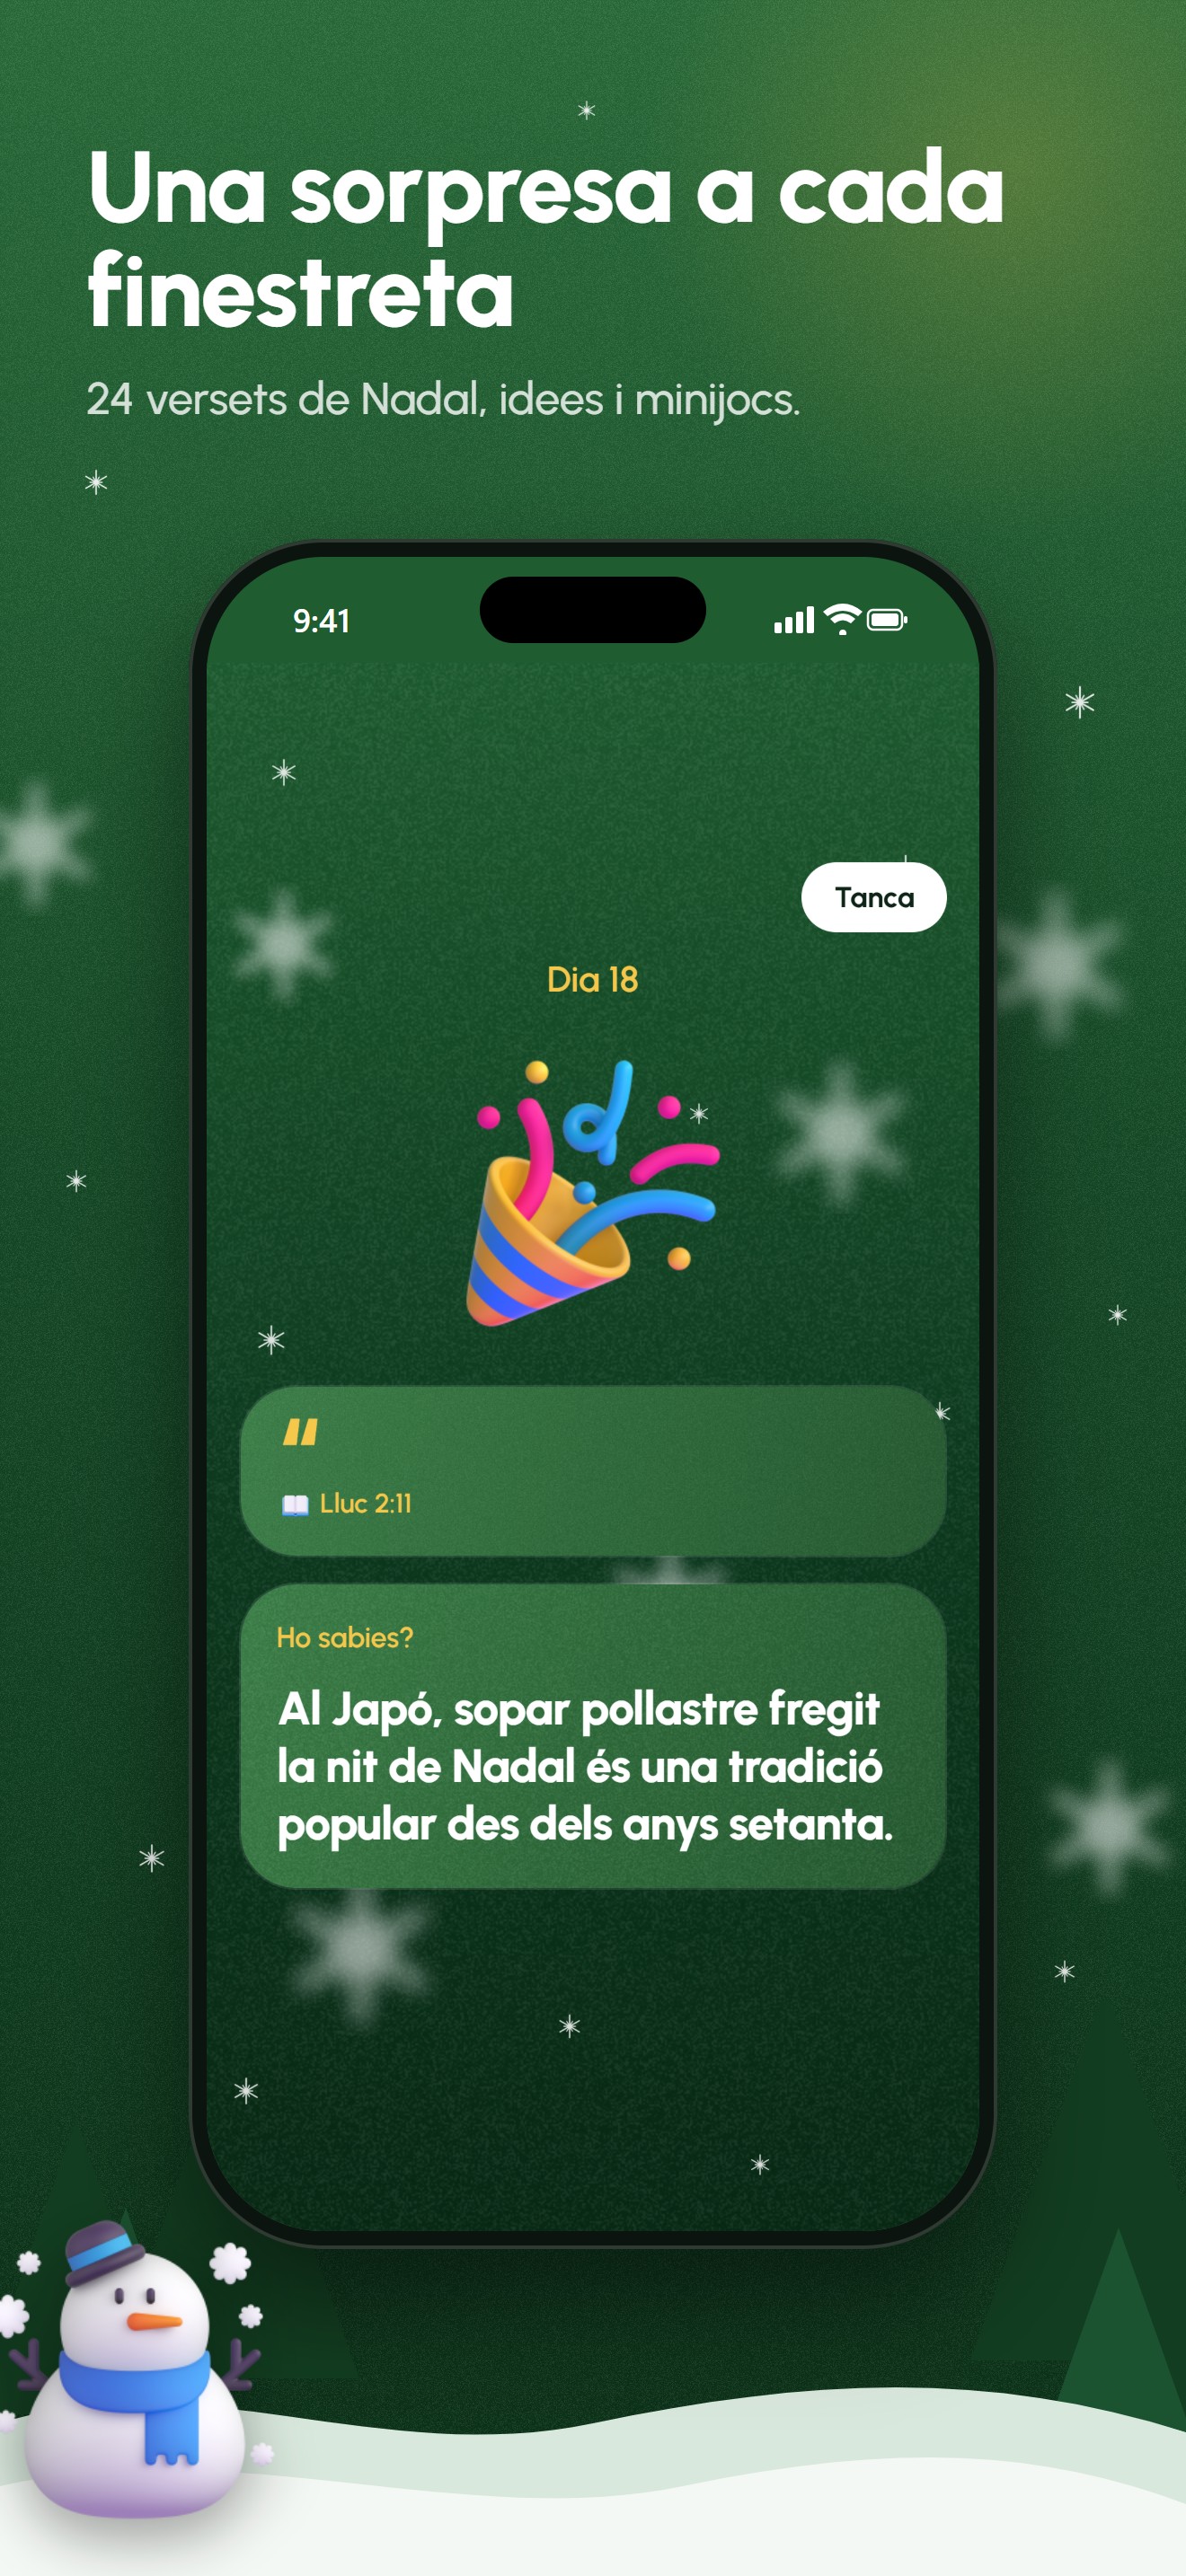 Una sorpresa a cada
finestreta
24 versets de Nadal, idees i minijocs.
9:41
Tanca
Dia 18
“
Lluc 2:11
Ho sabies?
Al Japó, sopar pollastre fregit
la nit de Nadal és una tradició
popular des dels anys setanta.